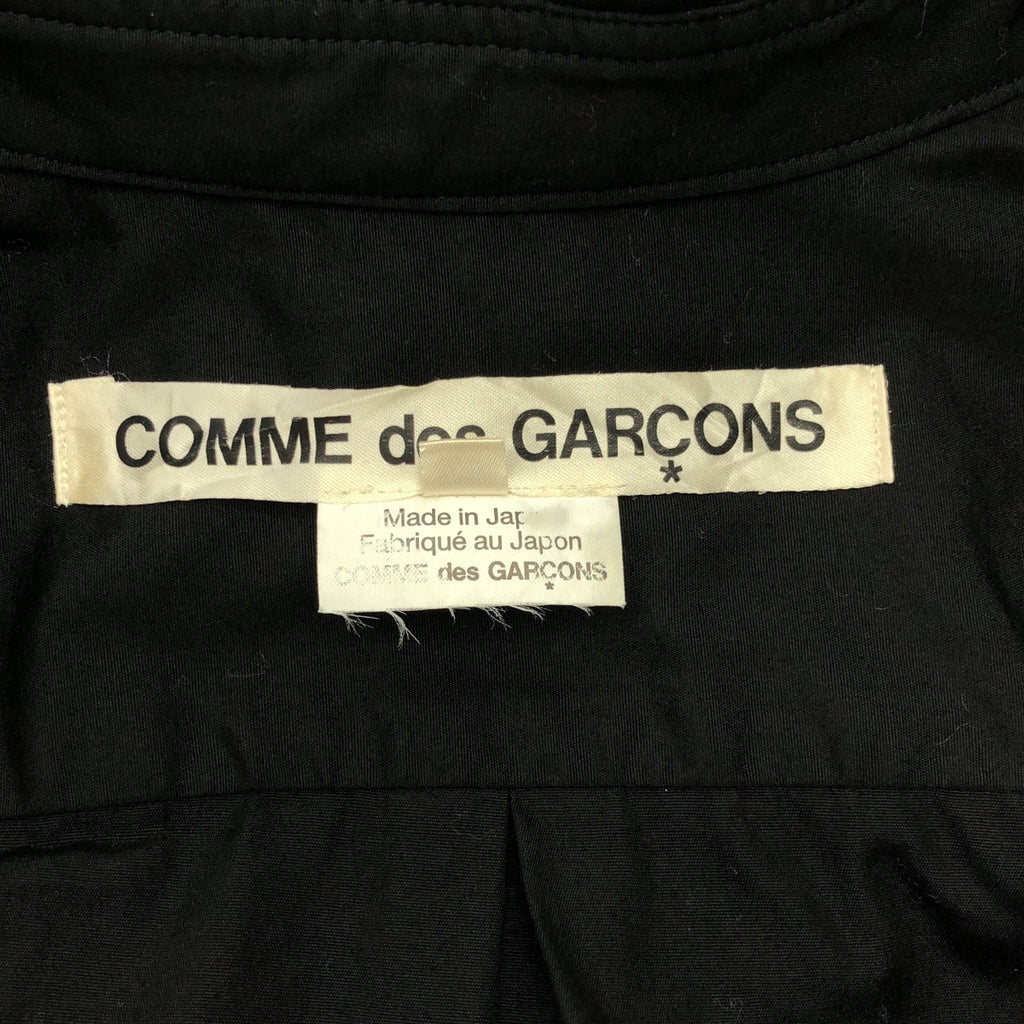 COMME des GARÇONS
*
Made in Jap
Fabriqué au Japon
COMME des GARÇONS
*